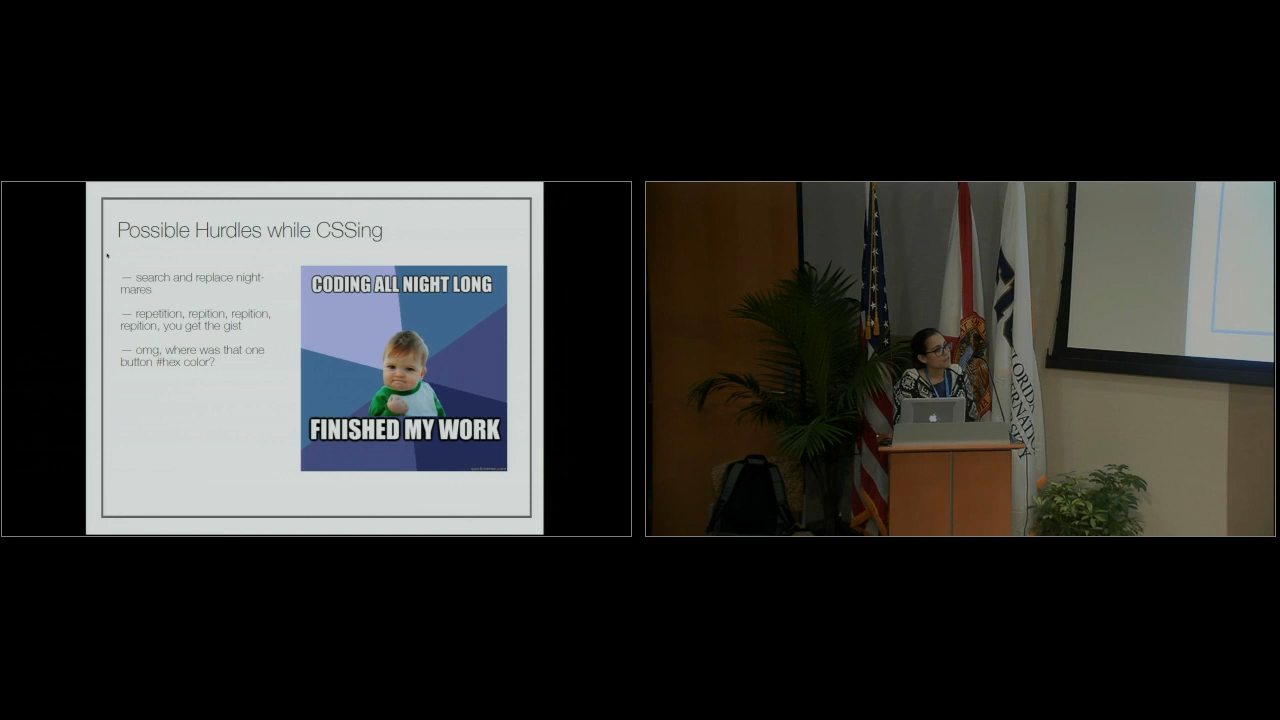 Possible Hurdles while CSSing
— search and replace night-
mares
— repetition, repition, repition,
repition, you get the gist
— omg, where was that one
button #hex color?
CODING ALL NIGHT LONG
FINISHED MY WORK